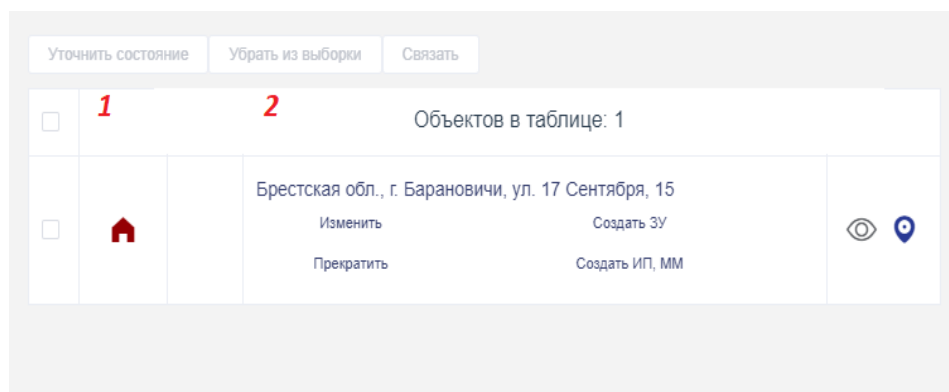 Уточнить состояние Убрать из выборки Связать
1 2 Объектов в таблице: 1
Брестская обл., г. Барановичи, ул. 17 Сентября, 15
Изменить Создать ЗУ
Прекратить Создать ИП, ММ